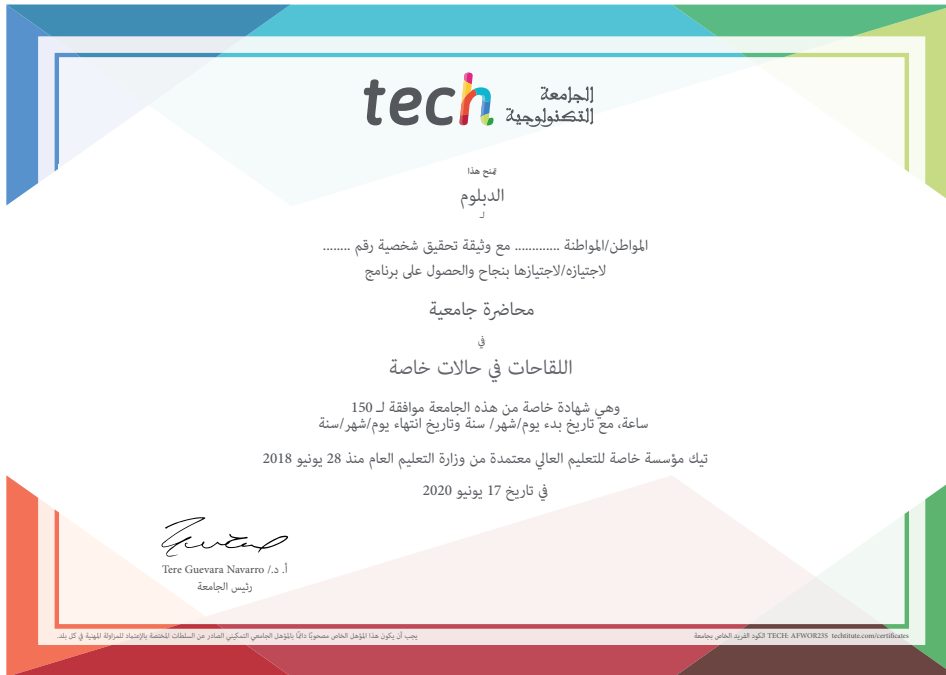 tech الجامعة
التكنولوجية
يمنح هذا
الدبلوم
لـ
المواطن/المواطنة ............ مع وثيقة تحقيق شخصية رقم ........
لاجتيازه/لاجتيازها بنجاح والحصول على برنامج
محاضرة جامعية
في
اللقاحات في حالات خاصة
وهي شهادة خاصة من هذه الجامعة موافقة لـ 150
ساعة، مع تاريخ بدء يوم/شهر/ سنة وتاريخ انتهاء يوم/شهر/سنة
تيك مؤسسة خاصة للتعليم العالي معتمدة من وزارة التعليم العام منذ 28 يونيو 2018
في تاريخ 17 يونيو 2020
أ. د./ Tere Guevara Navarro
رئيس الجامعة
يجب أن يكون هذا المؤهل الخاص مصحوبًا دائمًا بالمؤهل الجامعي التمكيني الصادر عن السلطات المختصة بالإعتماد للمزاولة المهنية في كل بلد.
الكود الفريد الخاص بجامعة TECH: AFWOR23S techtitute.com/certificates